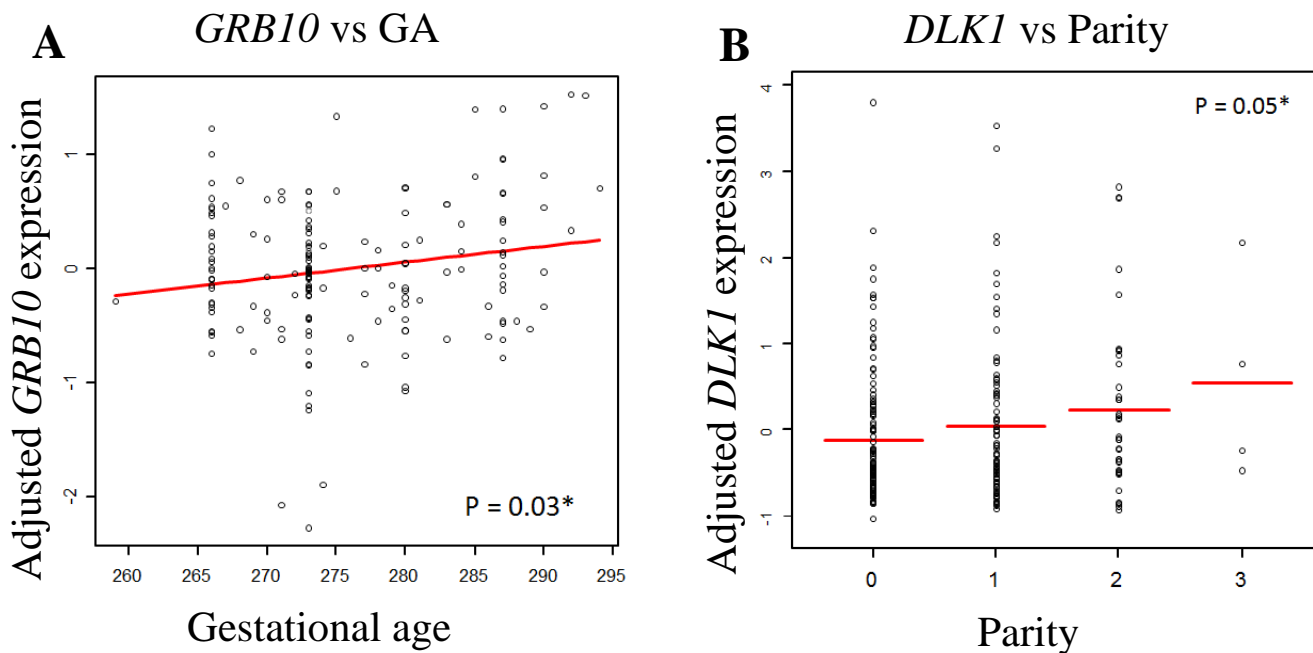 A
GRB10 vs GA
Adjusted GRB10 expression
1
0
-1
-2
P = 0.03*
260 265 270 275 280 285 290 295
Gestational age
B
DLK1 vs Parity
Adjusted DLK1 expression
4
3
2
1
0
-1
P = 0.05*
0 1 2 3
Parity